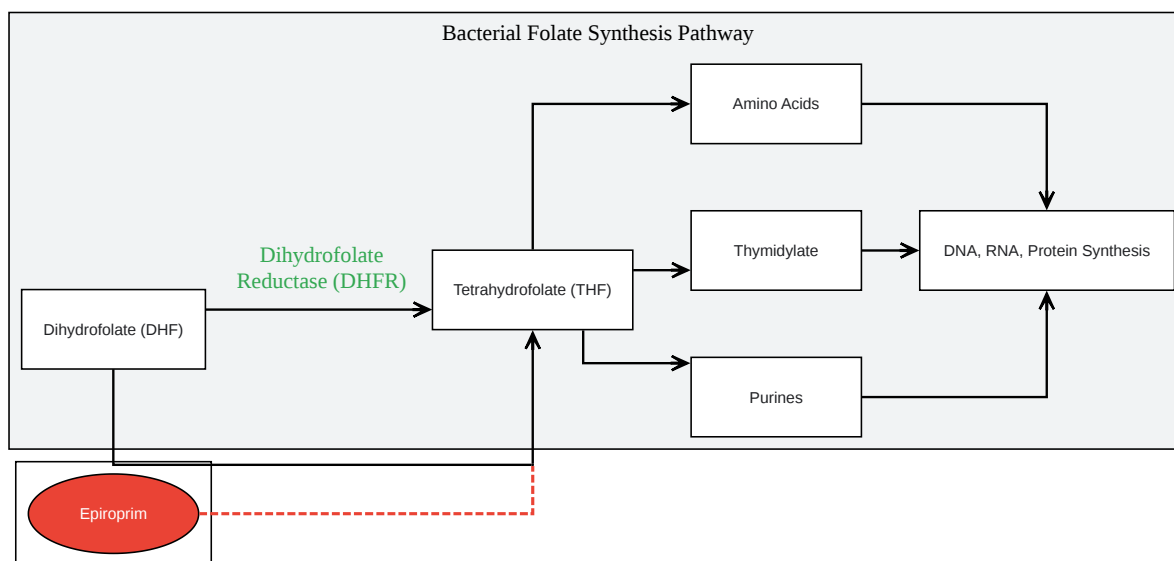 Bacterial Folate Synthesis Pathway
Amino Acids
Dihydrofolate
Reductase (DHFR)
Thymidylate
DNA, RNA, Protein Synthesis
Tetrahydrofolate (THF)
Dihydrofolate (DHF)
Purines
Epiroprim